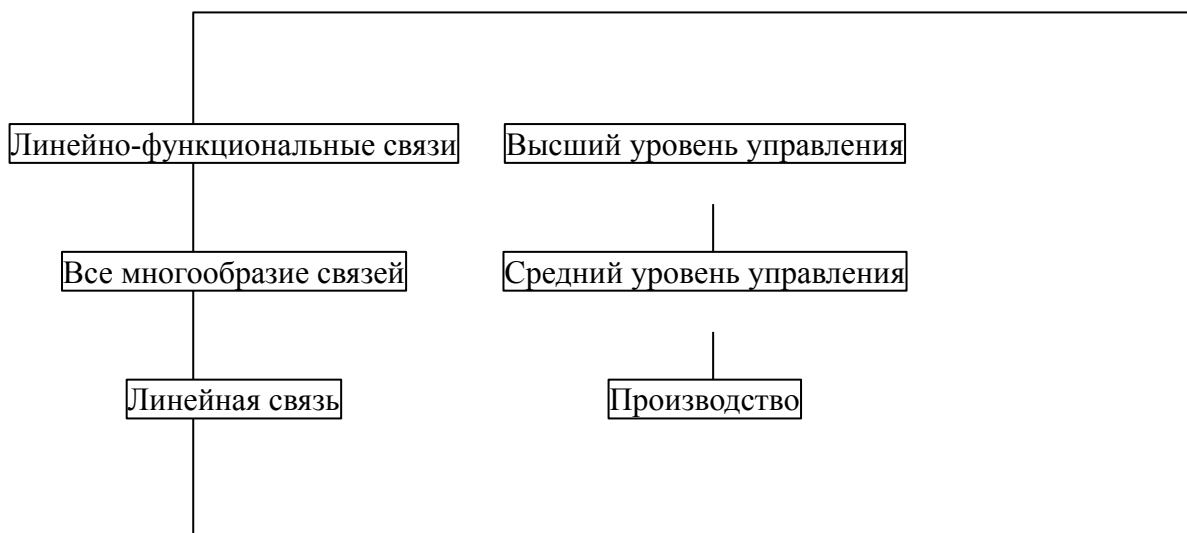 Линейно-функциональные связи
Высший уровень управления
Все многообразие связей
Средний уровень управления
Линейная связь
Производство